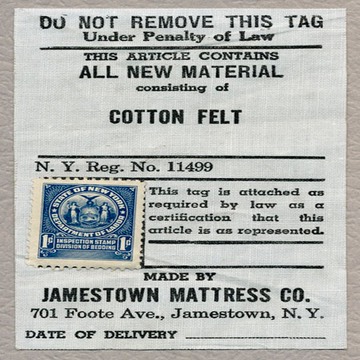 DO NOT REMOVE THIS TAG
Under Penalty of Law
THIS ARTICLE CONTAINS
ALL NEW MATERIAL
consisting of
COTTON FELT
N. Y. Reg. No. 11499
STATE OF NEW YORK
DEPARTMENT OF LABOR
1¢ 1¢
INSPECTION STAMP
DIVISION OF BEDDING
This tag is attached as
required by law as a
certification that this
article is as represented.
MADE BY
JAMESTOWN MATTRESS CO.
701 Foote Ave., Jamestown, N. Y.
DATE OF DELIVERY